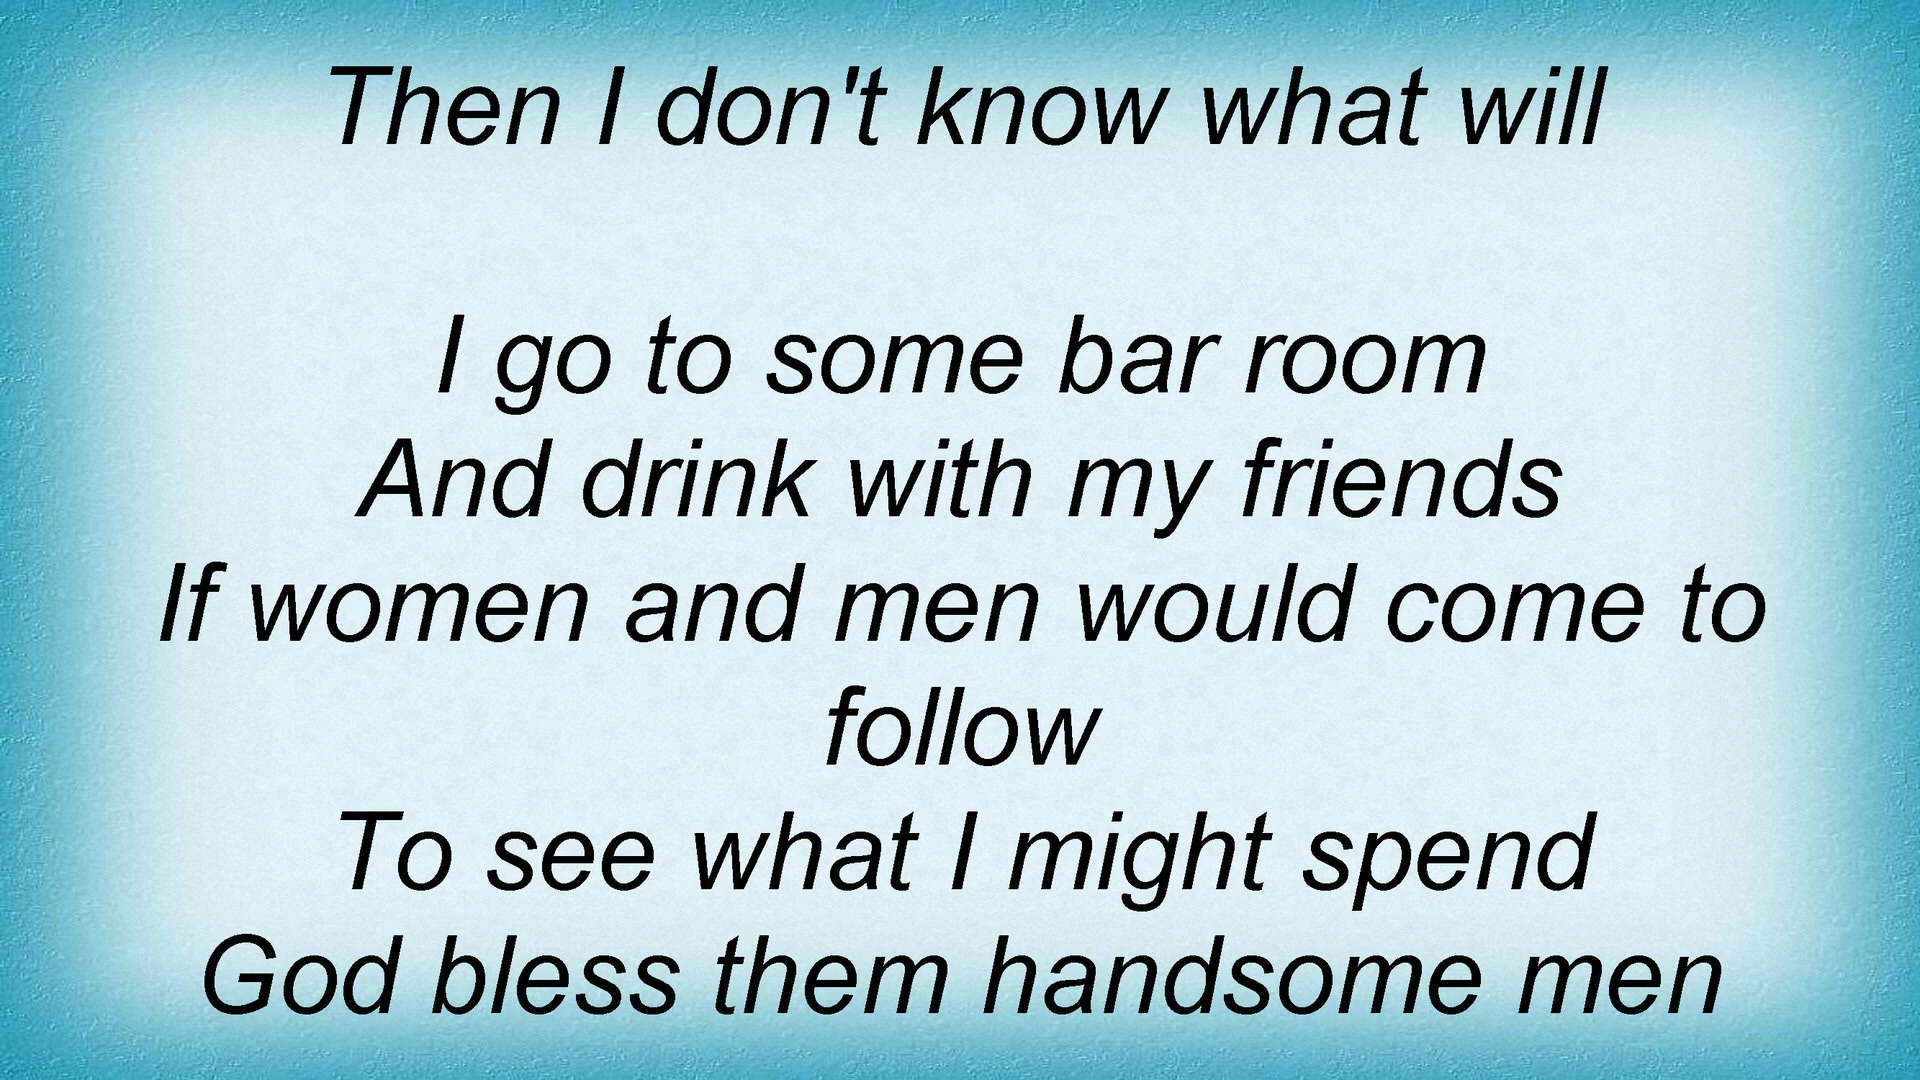 Then I don't know what will
I go to some bar room
And drink with my friends
If women and men would come to
follow
To see what I might spend
God bless them handsome men